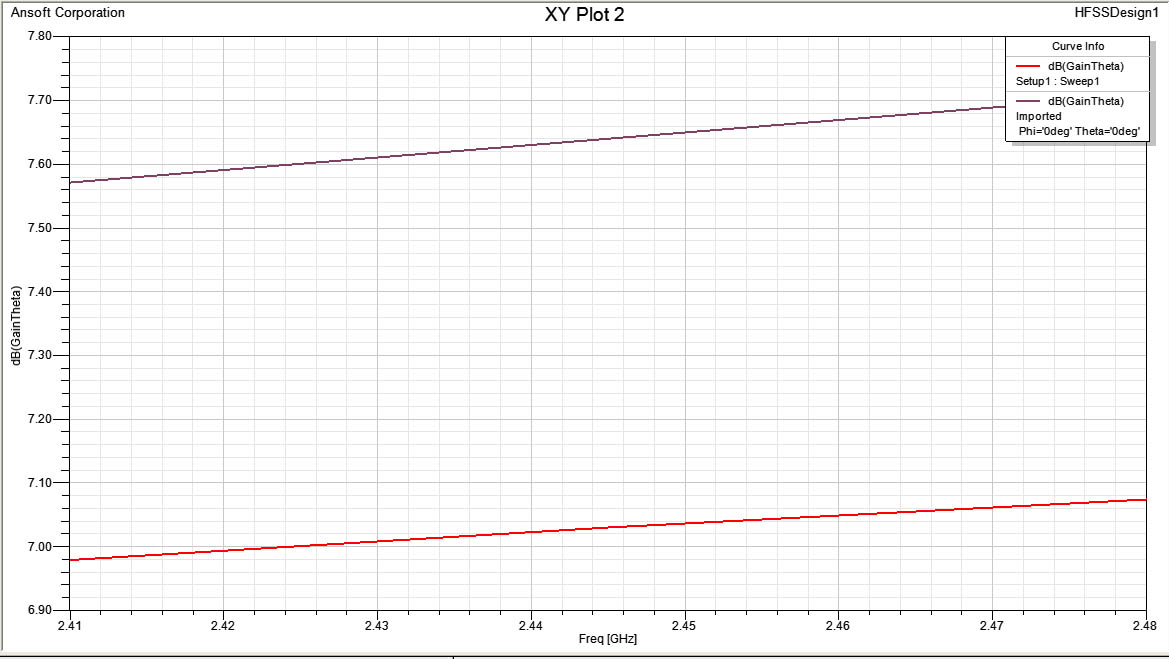 Ansoft Corporation
XY Plot 2
HFSSDesign1
Curve Info
dB(GainTheta)
Setup1 : Sweep1
dB(GainTheta)
Imported
Phi='0deg' Theta='0deg'
7.80
7.70
7.60
7.50
7.40
7.30
7.20
7.10
7.00
6.90
dB(GainTheta)
2.41 2.42 2.43 2.44 2.45 2.46 2.47 2.48
Freq [GHz]